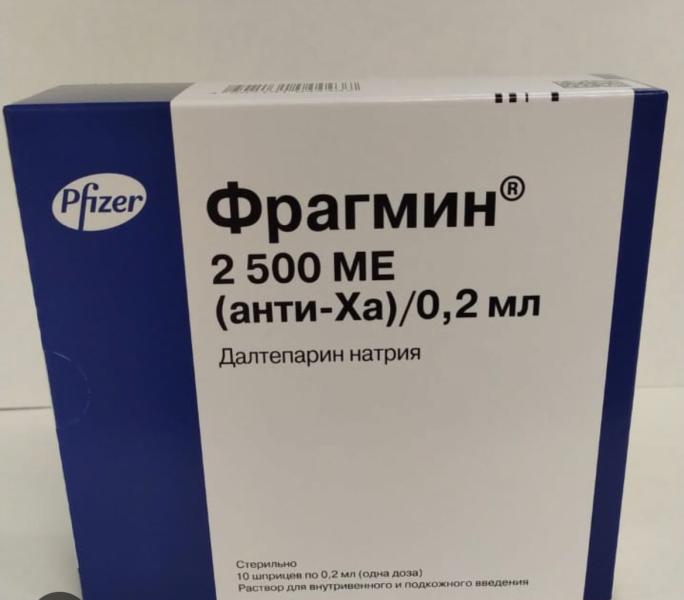 Pfizer
Фрагмин®
2 500 МЕ
(анти-Ха)/0,2 мл
Далтепарин натрия
Стерильно
10 шприцев по 0,2 мл (одна доза)
Раствор для внутривенного и подкожного введения